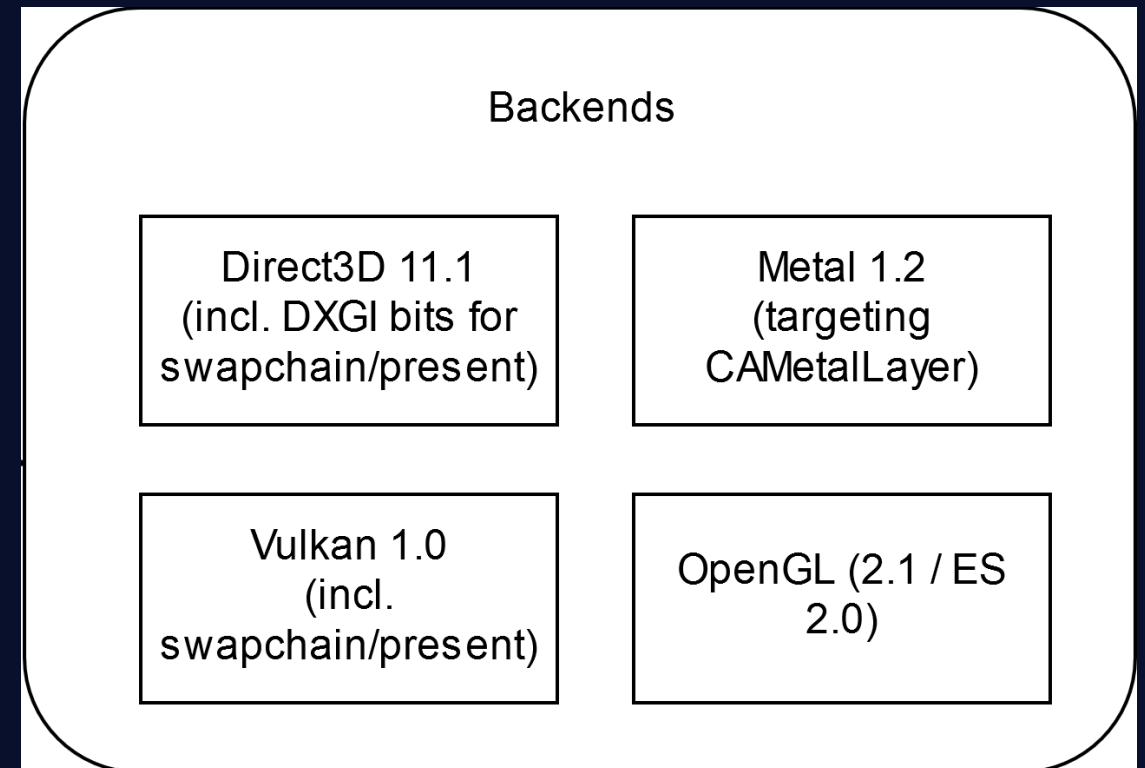 Backends
Direct3D 11.1
(incl. DXGI bits for
swapchain/present)
Metal 1.2
(targeting
CAMetalLayer)
Vulkan 1.0
(incl.
swapchain/present)
OpenGL (2.1 / ES
2.0)